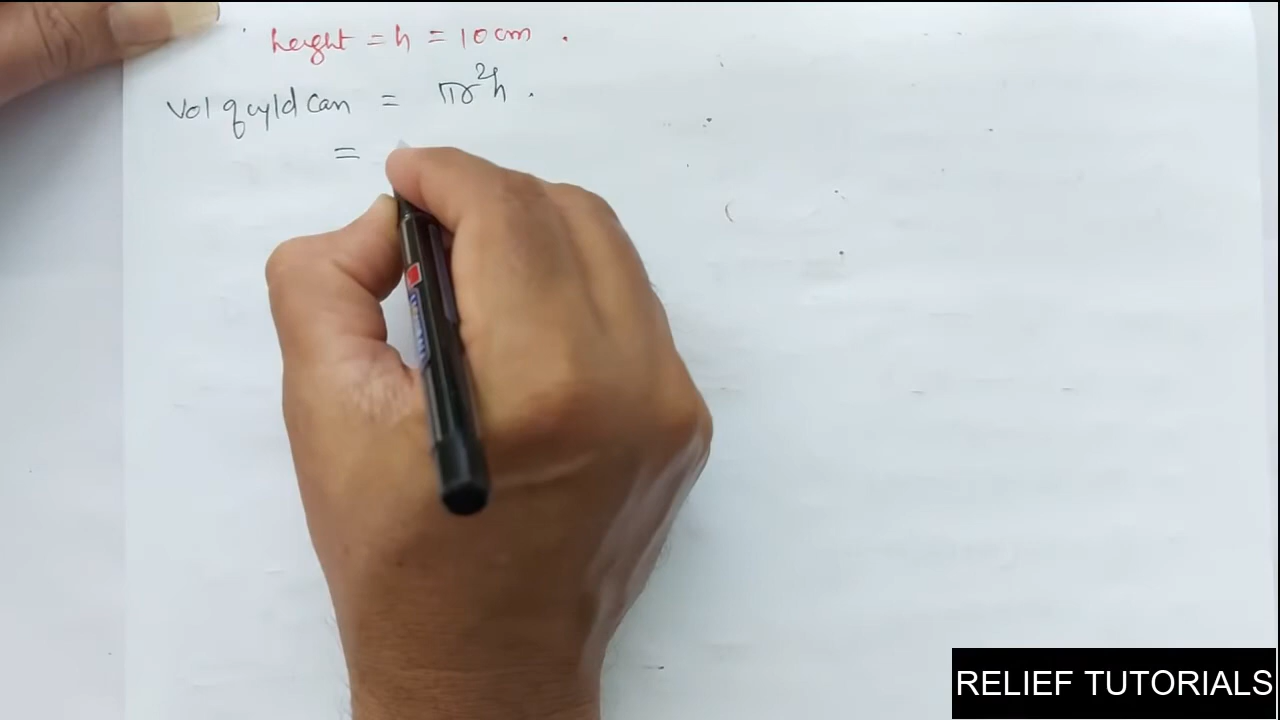 height = h = 10 cm .
Vol of cyld can = πr²h .
=
RELIEF TUTORIALS